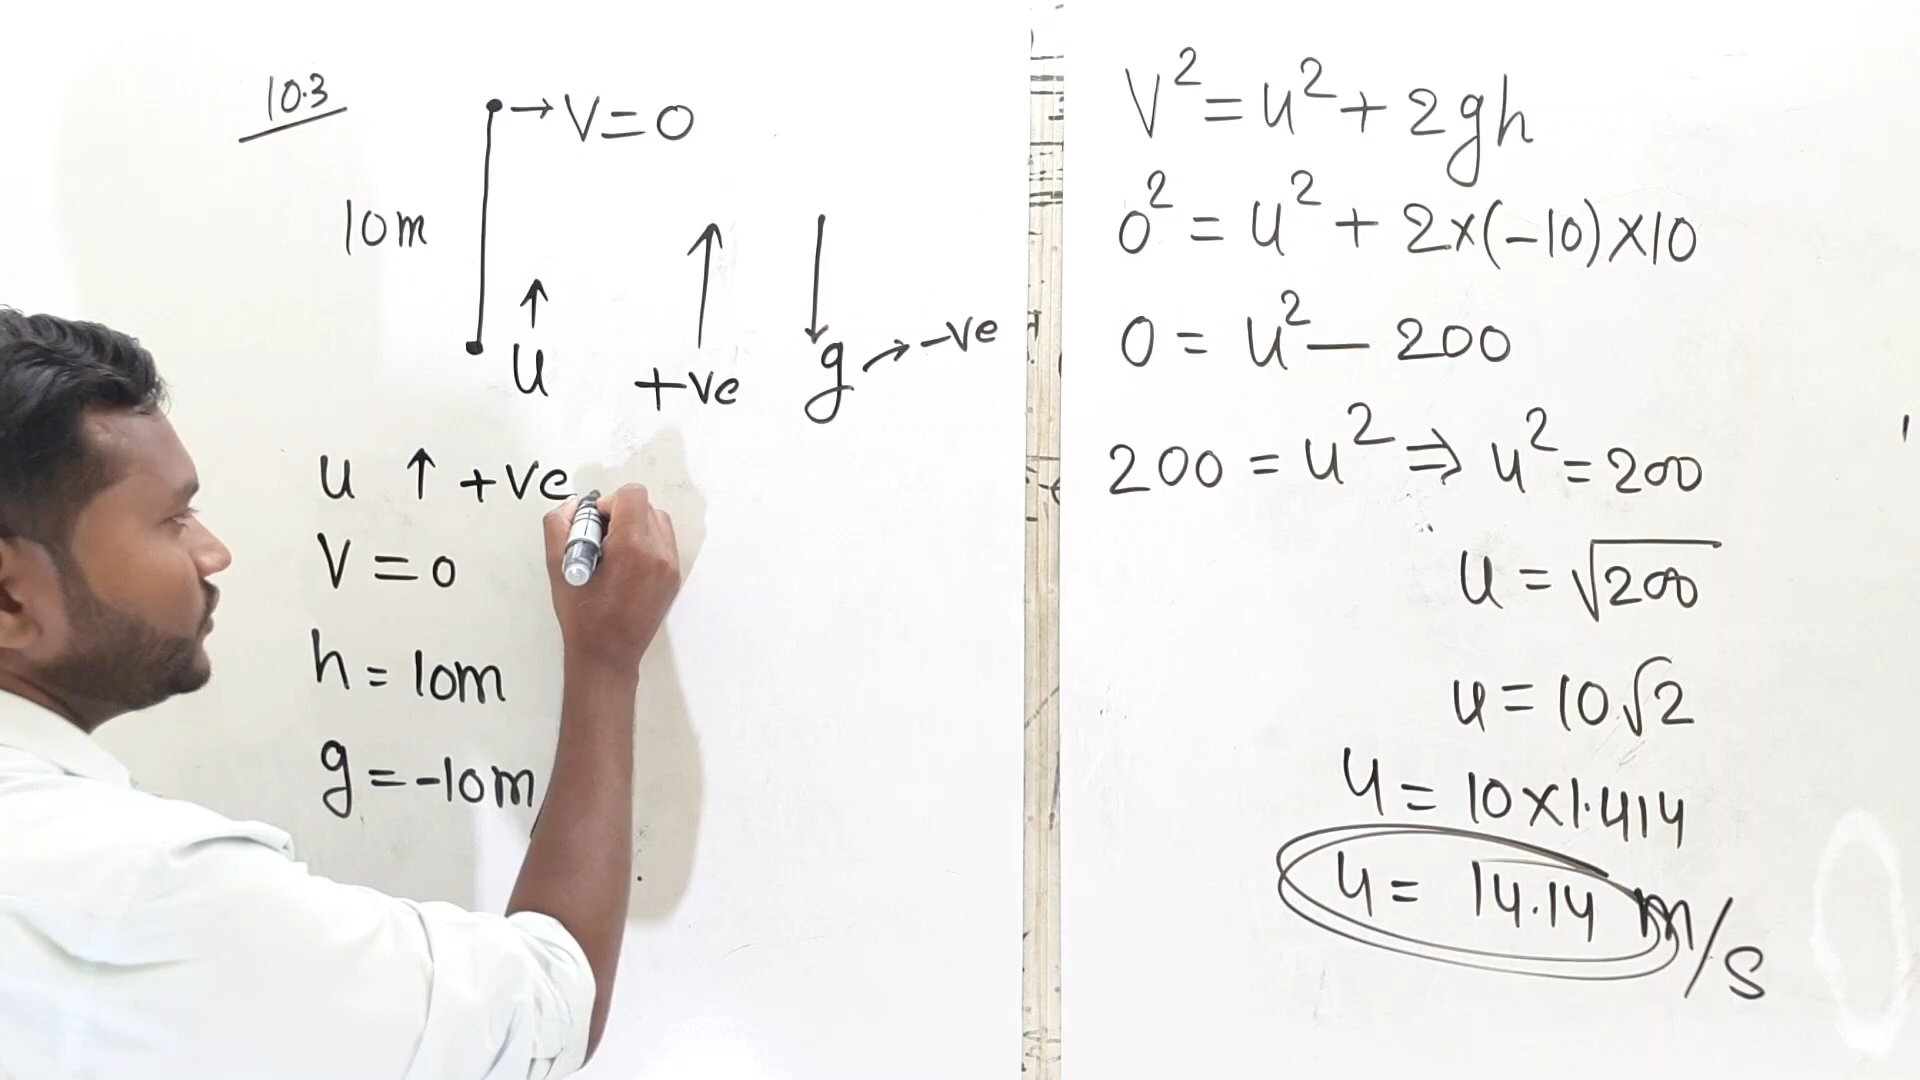 10.3
→ V = 0
10m
↑
u
+ve
g → -ve
u ↑ +ve
V = 0
h = 10m
g = -10m
V² = u² + 2gh
0² = u² + 2×(-10)×10
0 = u² - 200
200 = u² ⇒ u² = 200
u = √200
u = 10√2
u = 10×1.414
u = 14.14 m/s